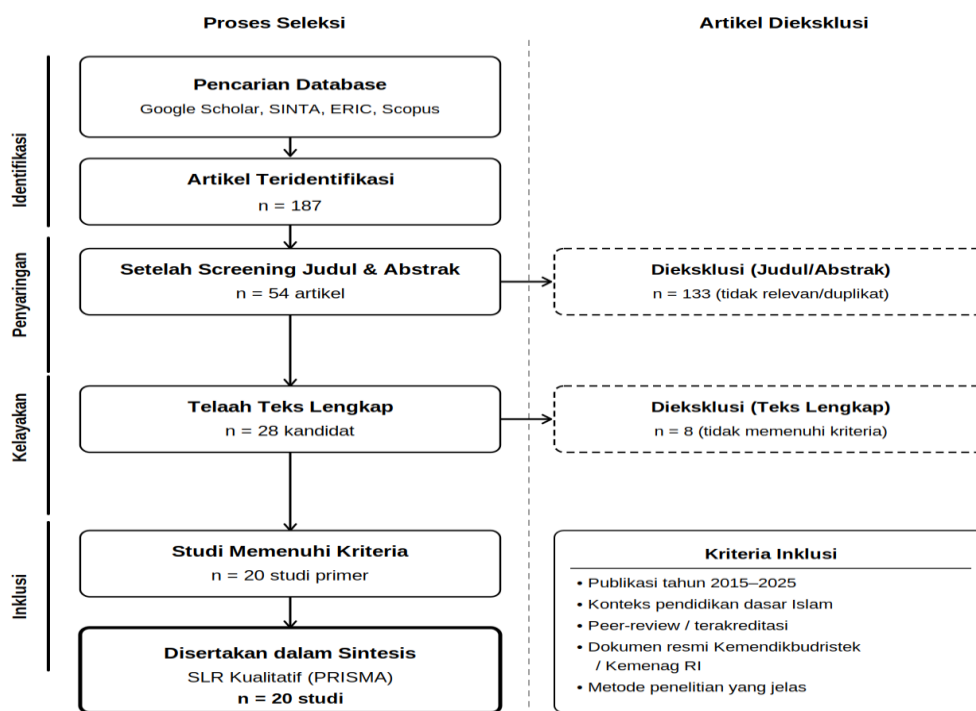 Proses Seleksi
Artikel Dieksklusi
Identifikasi
Pencarian Database
Google Scholar, SINTA, ERIC, Scopus
Artikel Teridentifikasi
n = 187
Penyaringan
Setelah Screening Judul & Abstrak
n = 54 artikel
Dieksklusi (Judul/Abstrak)
n = 133 (tidak relevan/duplikat)
Kelayakan
Telaah Teks Lengkap
n = 28 kandidat
Dieksklusi (Teks Lengkap)
n = 8 (tidak memenuhi kriteria)
Inklusi
Studi Memenuhi Kriteria
n = 20 studi primer
Disertakan dalam Sintesis
SLR Kualitatif (PRISMA)
n = 20 studi
Kriteria Inklusi
• Publikasi tahun 2015–2025
• Konteks pendidikan dasar Islam
• Peer-review / terakreditasi
• Dokumen resmi Kemendikbudristek
/ Kemenag RI
• Metode penelitian yang jelas